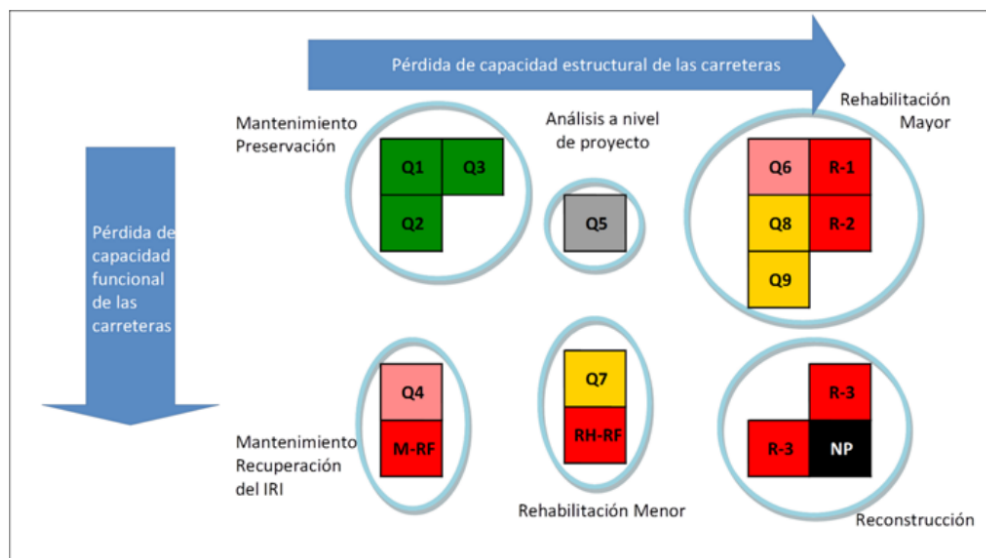 Pérdida de capacidad estructural de las carreteras
Mantenimiento
Preservación
Análisis a nivel
de proyecto
Rehabilitación
Mayor
Q1
Q3
Q2
Q5
Q6
R-1
Q8
R-2
Q9
Pérdida de
capacidad
funcional
de las
carreteras
Q4
M-RF
Mantenimiento
Recuperación
del IRI
Q7
RH-RF
Rehabilitación Menor
R-3
R-3
NP
Reconstrucción